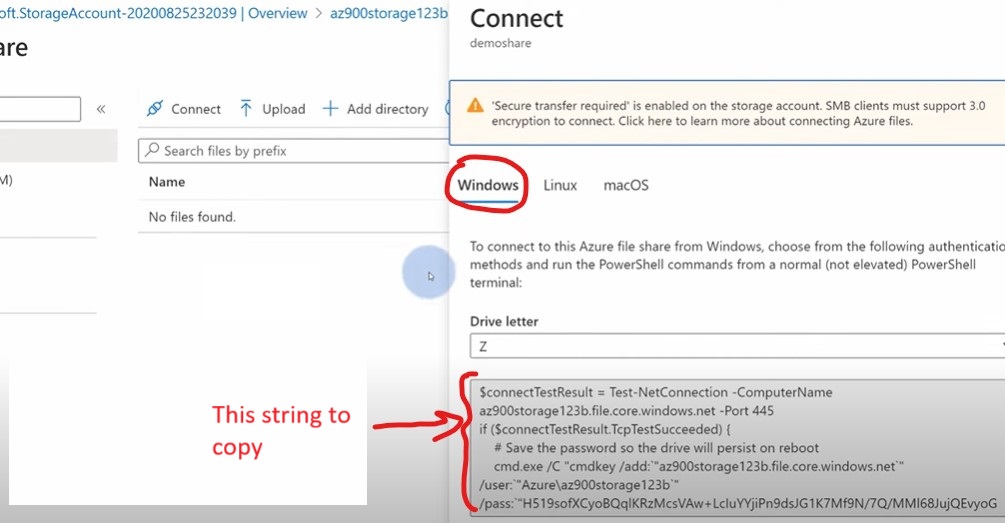 oft.StorageAccount-20200825232039 | Overview > az900storage123b
are
«
Connect Upload + Add directory
Search files by prefix
M)
Name
No files found.
This string to
copy
Connect
demoshare
'Secure transfer required' is enabled on the storage account. SMB clients must support 3.0
encryption to connect. Click here to learn more about connecting Azure files.
Windows Linux macOS
To connect to this Azure file share from Windows, choose from the following authenticatio
methods and run the PowerShell commands from a normal (not elevated) PowerShell
terminal:
Drive letter
Z
$connectTestResult = Test-NetConnection -ComputerName
az900storage123b.file.core.windows.net -Port 445
if ($connectTestResult.TcpTestSucceeded) {
# Save the password so the drive will persist on reboot
cmd.exe /C "cmdkey /add:`"az900storage123b.file.core.windows.net`"
/user:`"Azure\az900storage123b`"
/pass:`"H519sofXCyoBQqlKRzMcsVAw+LcluYYjiPn9dsJG1K7Mf9N/7Q/MMl68JujQEvyoG